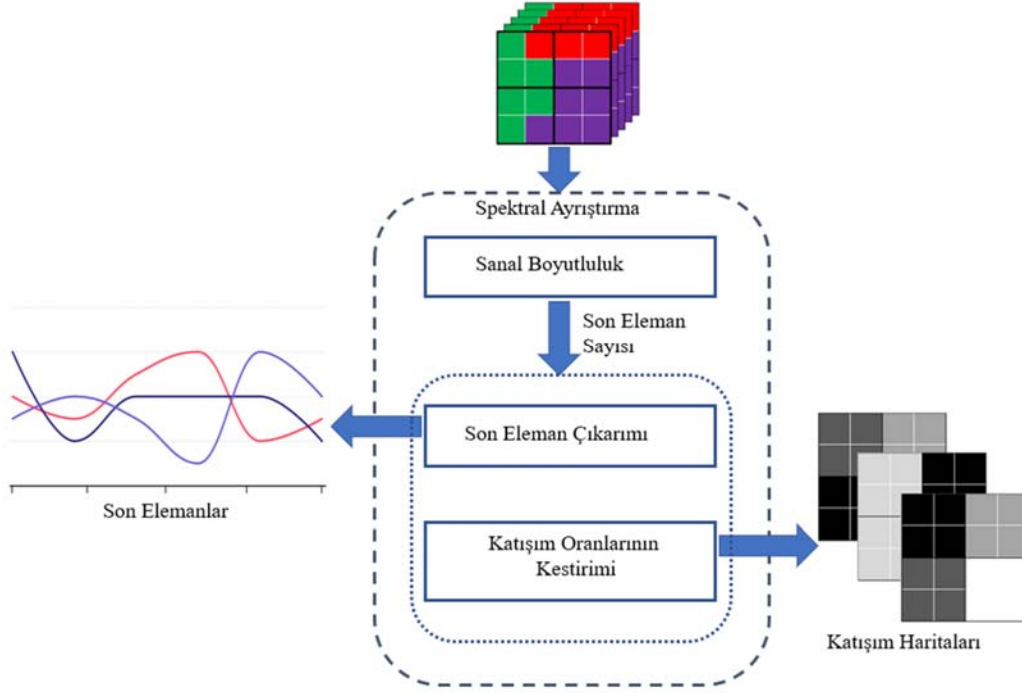 Spektral Ayrıştırma
Sanal Boyutluluk
Son Eleman
Sayısı
Son Eleman Çıkarımı
Son Elemanlar
Katışım Oranlarının
Kestirimi
Katışım Haritaları